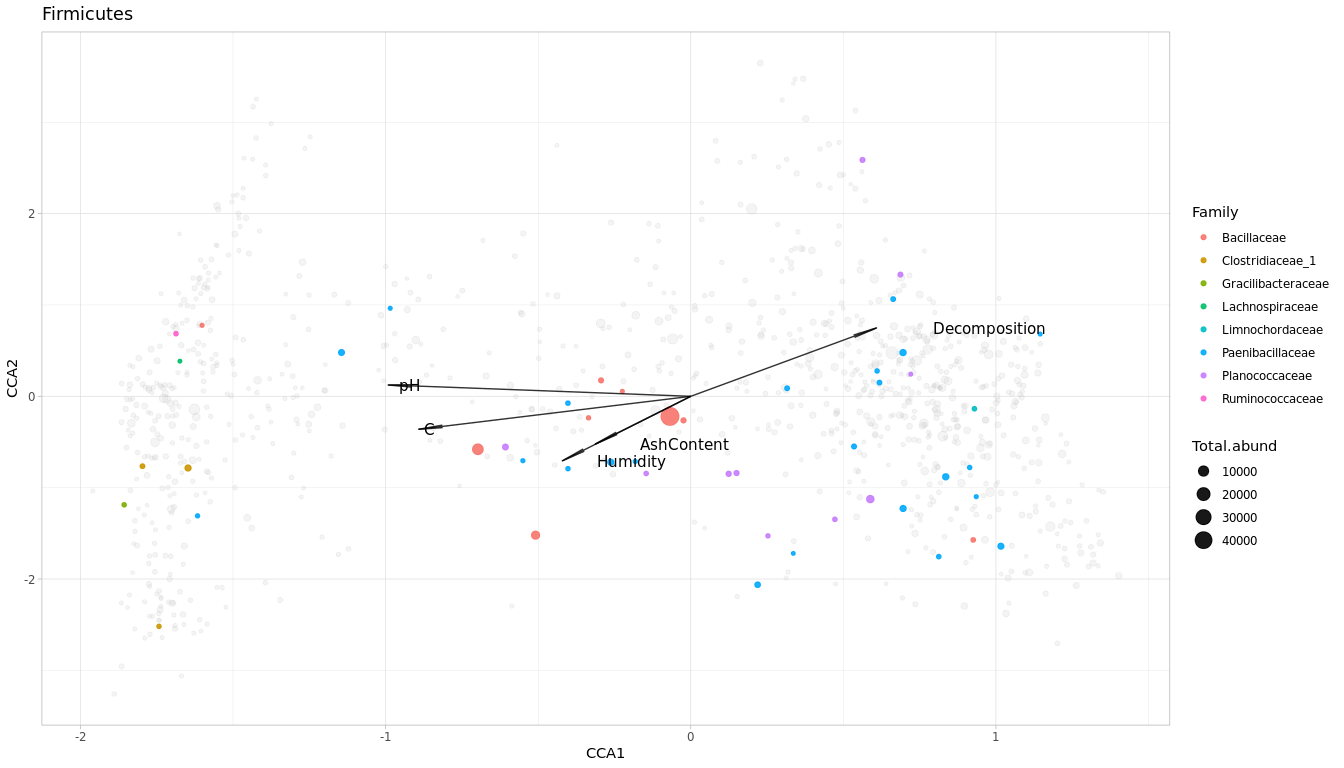 Firmicutes
CCA2
2
0
-2
-2
-1
0
1
CCA1
Decomposition
pH
C
AshContent
Humidity
Family
Bacillaceae
Clostridiaceae_1
Gracilibacteraceae
Lachnospiraceae
Limnochordaceae
Paenibacillaceae
Planococcaceae
Ruminococcaceae
Total.abund
10000
20000
30000
40000